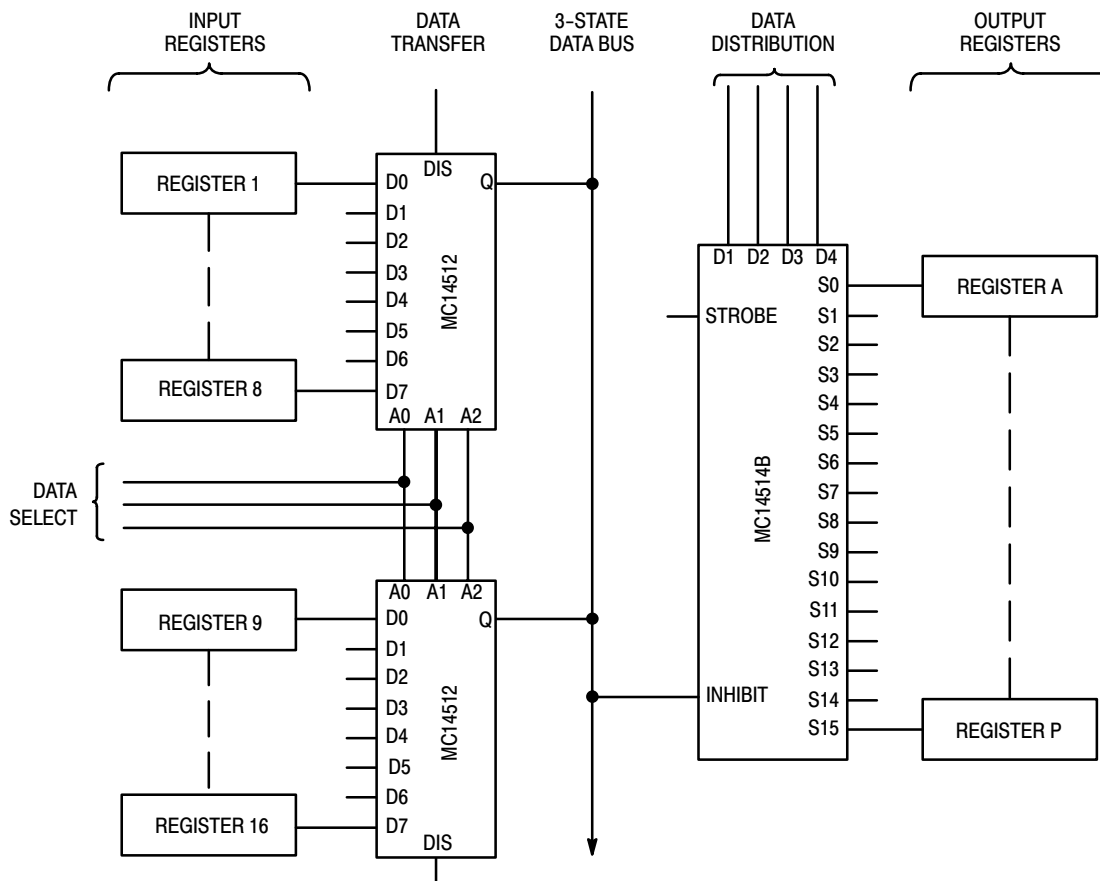 INPUT
REGISTERS
DATA
TRANSFER
3-STATE
DATA BUS
DATA
DISTRIBUTION
OUTPUT
REGISTERS
REGISTER 1
REGISTER 8
DIS
D0
Q
D1
D2
D3
D4
D5
D6
D7
MC14512
A0 A1 A2
DATA
SELECT
REGISTER 9
REGISTER 16
A0 A1 A2
D0
Q
D1
D2
D3
D4
D5
D6
D7
MC14512
DIS
D1 D2 D3 D4
STROBE
MC14514B
INHIBIT
S0
S1
S2
S3
S4
S5
S6
S7
S8
S9
S10
S11
S12
S13
S14
S15
REGISTER A
REGISTER P